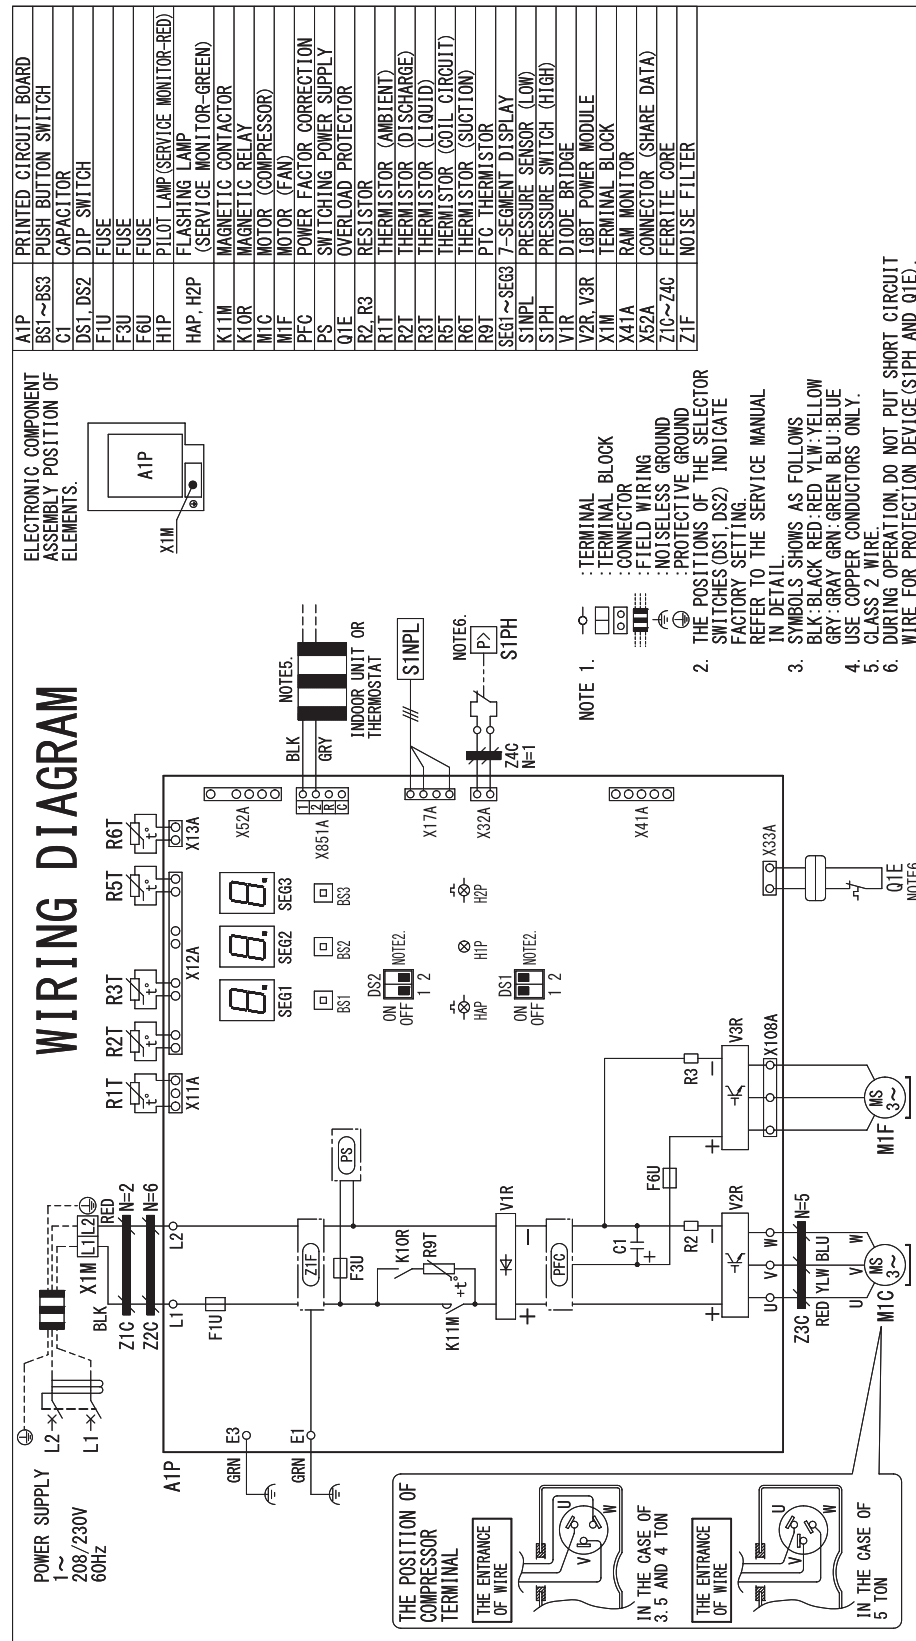 WIRING DIAGRAM
POWER SUPPLY
1~
208/230V
60Hz
L2
L1
X1M
L1 L2
BLK
RED
Z1C
N=2
Z2C
N=6
L1
L2
A1P
F1U
E3
GRN
E1
GRN
Z1F
F3U
PS
K10R
R9T
+t°
K11M
V1R
+
−
PFC
C1
+
F6U
R2
R3
V2R
+
−
V3R
+
−
X108A
U
V
W
Z3C
N=5
RED
YLW
BLU
U
V
W
MS
3~
M1C
MS
3~
M1F
R1T
t°
X11A
R2T
t°
R3T
t°
X12A
R5T
t°
R6T
t°
X13A
SEG1
SEG2
SEG3
BS1
BS2
BS3
DS2
ON
OFF
1 2
NOTE2.
HAP
H1P
H2P
DS1
ON
OFF
1 2
NOTE2.
X52A
X851A
1
2
R
C
BLK
GRY
NOTE5.
INDOOR UNIT OR
THERMOSTAT
X17A
S1NPL
X32A
Z4C
N=1
NOTE6.
P>
S1PH
X41A
X33A
Q1E
NOTE6
THE POSITION OF
COMPRESSOR
TERMINAL
THE ENTRANCE
OF WIRE
U
V
W
IN THE CASE OF
3.5 AND 4 TON
THE ENTRANCE
OF WIRE
U
V
W
IN THE CASE OF
5 TON
ELECTRONIC COMPONENT
ASSEMBLY POSITION OF
ELEMENTS.
A1P
X1M
NOTE 1.
:TERMINAL
:TERMINAL BLOCK
:CONNECTOR
:FIELD WIRING
:NOISELESS GROUND
:PROTECTIVE GROUND
2. THE POSITIONS OF THE SELECTOR
SWITCHES(DS1,DS2) INDICATE
FACTORY SETTING.
REFER TO THE SERVICE MANUAL
IN DETAIL.
3. SYMBOLS SHOWS AS FOLLOWS
BLK:BLACK RED:RED YLW:YELLOW
GRY:GRAY GRN:GREEN BLU:BLUE
4. USE COPPER CONDUCTORS ONLY.
5. CLASS 2 WIRE.
6. DURING OPERATION,DO NOT PUT SHORT CIRCUIT
WIRE FOR PROTECTION DEVICE(S1PH AND Q1E).
A1P PRINTED CIRCUIT BOARD
BS1~BS3 PUSH BUTTON SWITCH
C1 CAPACITOR
DS1,DS2 DIP SWITCH
F1U FUSE
F3U FUSE
F6U FUSE
H1P PILOT LAMP(SERVICE MONITOR-RED)
HAP,H2P FLASHING LAMP
(SERVICE MONITOR-GREEN)
K11M MAGNETIC CONTACTOR
K10R MAGNETIC RELAY
M1C MOTOR (COMPRESSOR)
M1F MOTOR (FAN)
PFC POWER FACTOR CORRECTION
PS SWITCHING POWER SUPPLY
Q1E OVERLOAD PROTECTOR
R2,R3 RESISTOR
R1T THERMISTOR (AMBIENT)
R2T THERMISTOR (DISCHARGE)
R3T THERMISTOR (LIQUID)
R5T THERMISTOR (COIL CIRCUIT)
R6T THERMISTOR (SUCTION)
R9T PTC THERMISTOR
SEG1~SEG3 7-SEGMENT DISPLAY
S1NPL PRESSURE SENSOR (LOW)
S1PH PRESSURE SWITCH (HIGH)
V1R DIODE BRIDGE
V2R,V3R IGBT POWER MODULE
X1M TERMINAL BLOCK
X41A RAM MONITOR
X52A CONNECTOR (SHARE DATA)
Z1C~Z4C FERRITE CORE
Z1F NOISE FILTER